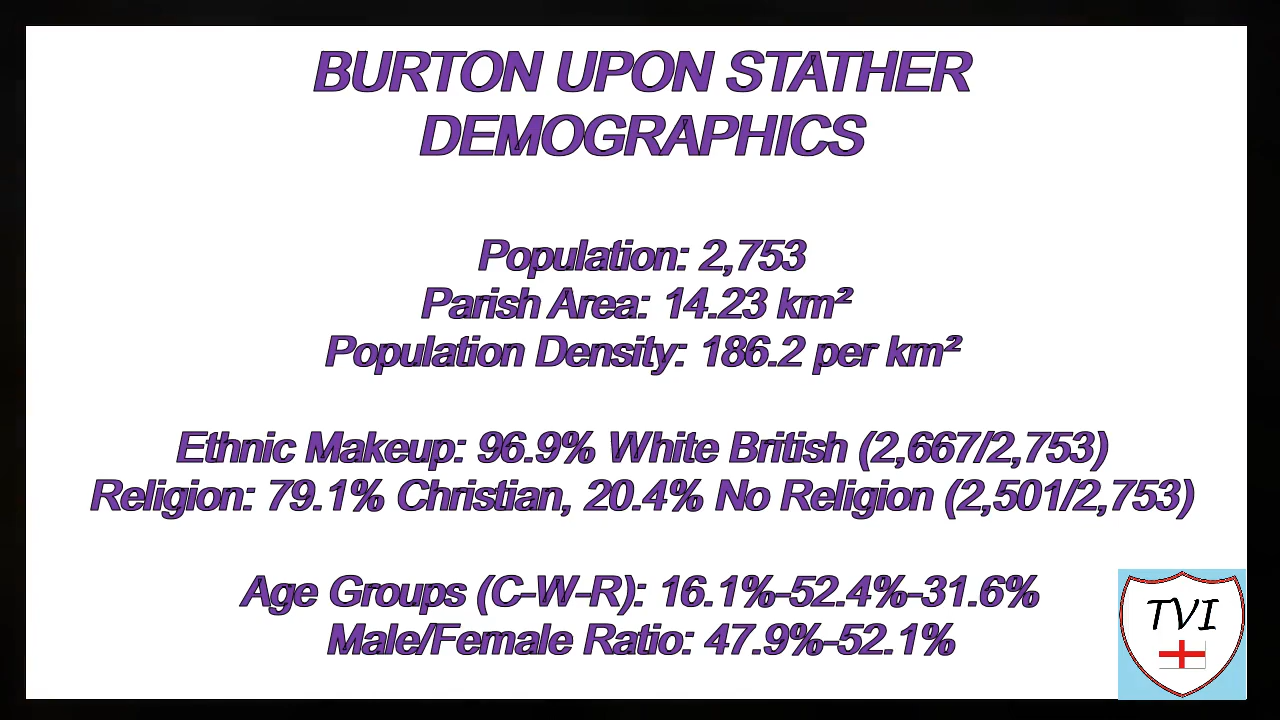 BURTON UPON STATHER
DEMOGRAPHICS
Population: 2,753
Parish Area: 14.23 km²
Population Density: 186.2 per km²
Ethnic Makeup: 96.9% White British (2,667/2,753)
Religion: 79.1% Christian, 20.4% No Religion (2,501/2,753)
Age Groups (C-W-R): 16.1%-52.4%-31.6%
Male/Female Ratio: 47.9%-52.1%
TVI